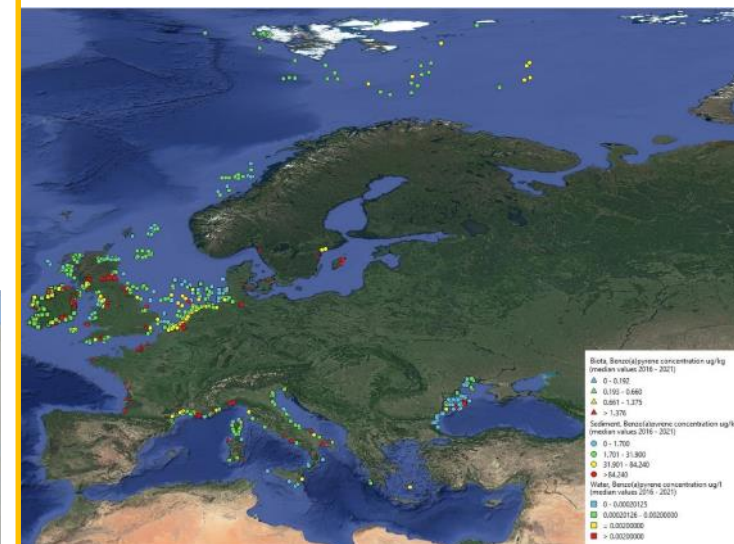 Biota, Benzo(a)pyrene concentration ug/kg
(median values 2016 - 2021)
0 - 0.192
0.193 - 0.660
0.661 - 1.375
> 1.376
Sediment, Benzo(a)pyrene concentration ug/k
(median values 2016 - 2021)
0 - 1.700
1.701 - 31.900
31.901 - 84.240
>84.240
Water, Benzo(a)pyrene concentration ug/l
(median values 2016 - 2021)
0 - 0.00020125
0.00020126 - 0.00200000
= 0.00200000
> 0.00200000